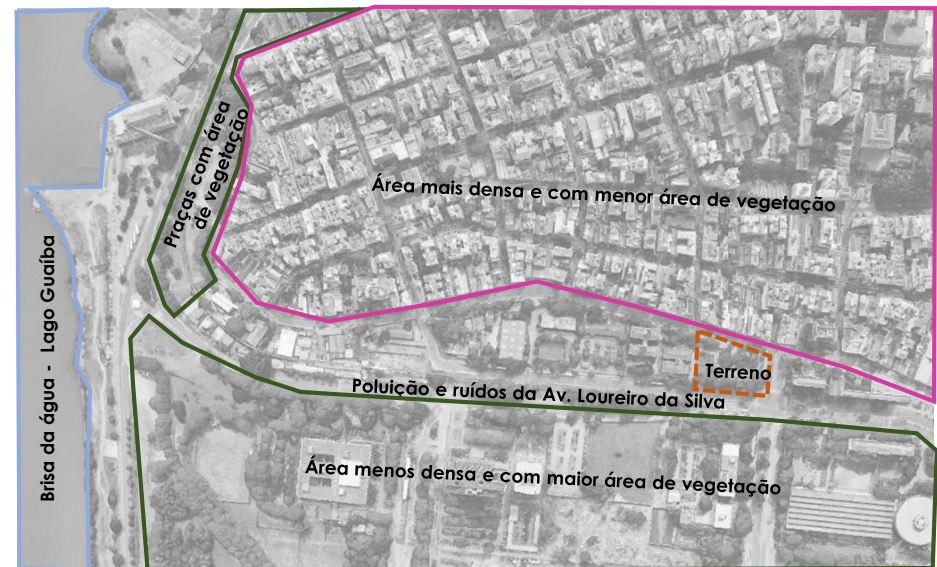 Praças com área
de vegetação
Área mais densa e com menor área de vegetação
Brisa da água - Lago Guaíba
Terreno
Poluição e ruídos da Av. Loureiro da Silva
Área menos densa e com maior área de vegetação